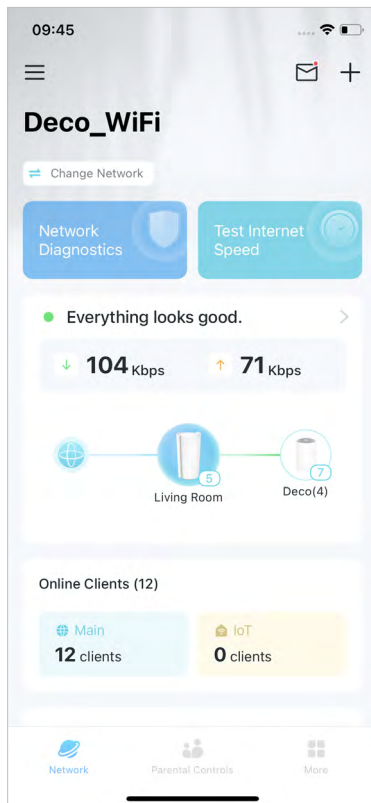 09:45
Deco_WiFi
Change Network
Network
Diagnostics
Test Internet
Speed
Everything looks good.
104 Kbps
71 Kbps
5
7
Living Room
Deco(4)
Online Clients (12)
Main
12 clients
IoT
0 clients
Network
Parental Controls
More